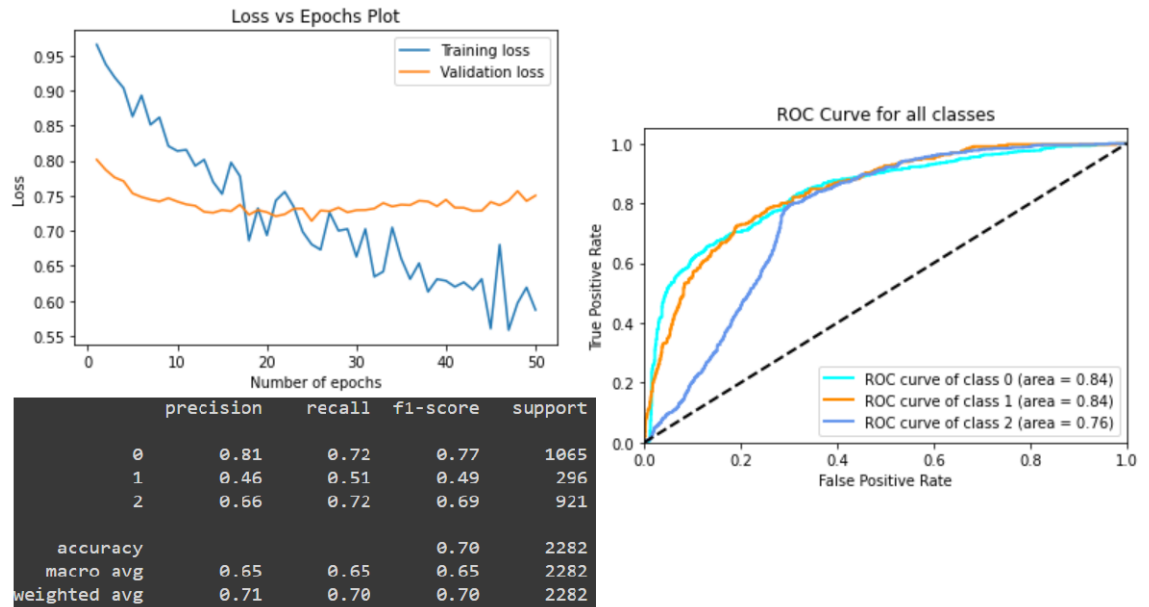 Loss vs Epochs Plot
Loss
0.95
0.90
0.85
0.80
0.75
0.70
0.65
0.60
0.55
Training loss
Validation loss
0 10 20 30 40 50
Number of epochs
precision recall f1-score support
0 0.81 0.72 0.77 1065
1 0.46 0.51 0.49 296
2 0.66 0.72 0.69 921
accuracy 0.70 2282
macro avg 0.65 0.65 0.65 2282
weighted avg 0.71 0.70 0.70 2282
ROC Curve for all classes
True Positive Rate
1.0
0.8
0.6
0.4
0.2
0.0
ROC curve of class 0 (area = 0.84)
ROC curve of class 1 (area = 0.84)
ROC curve of class 2 (area = 0.76)
0.0 0.2 0.4 0.6 0.8 1.0
False Positive Rate